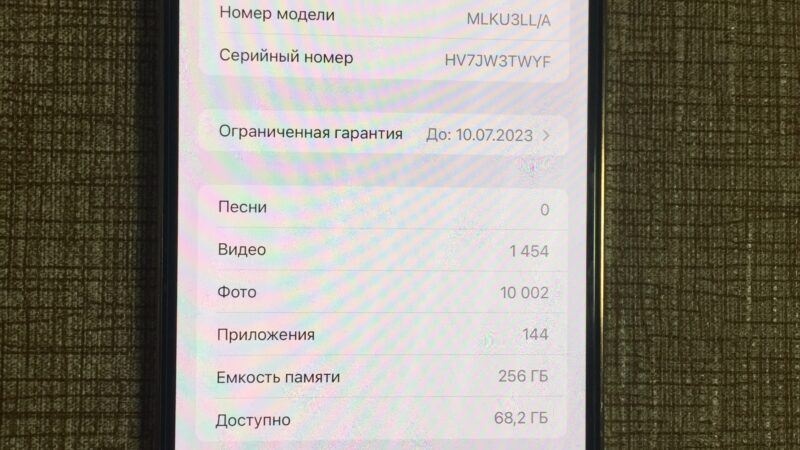 Номер модели MLKU3LL/A
Серийный номер HV7JW3TWYF
Ограниченная гарантия До: 10.07.2023 >
Песни 0
Видео 1 454
Фото 10 002
Приложения 144
Емкость памяти 256 ГБ
Доступно 68,2 ГБ